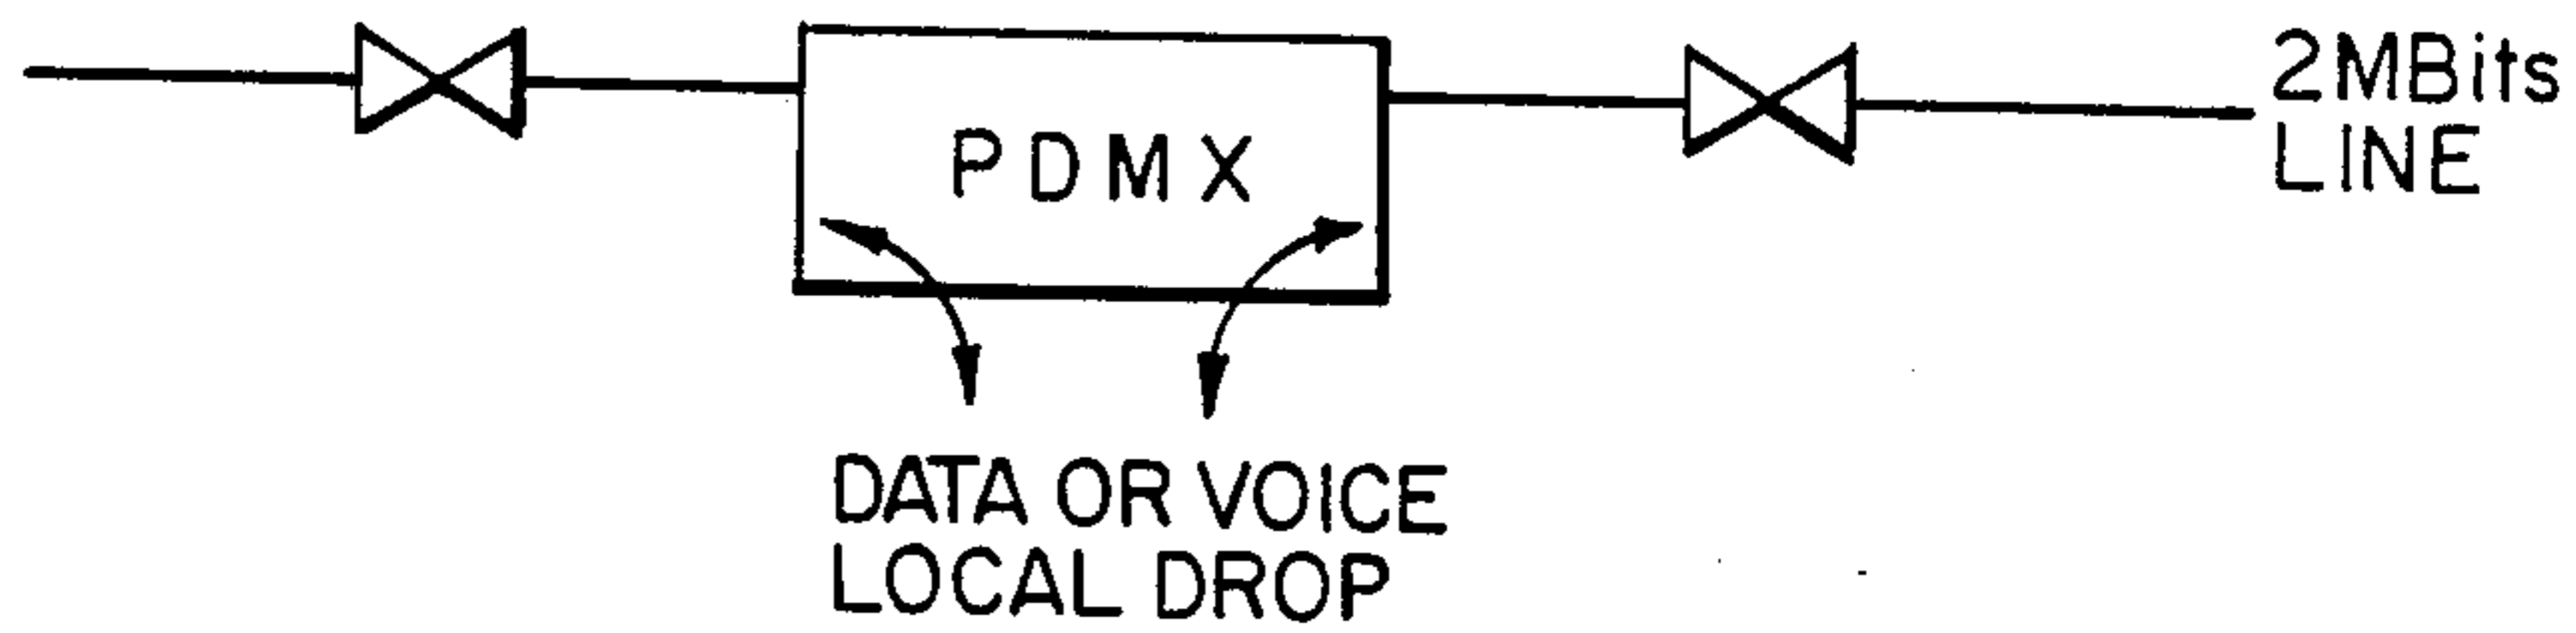 PDMX
2MBits
LINE
DATA OR VOICE
LOCAL DROP